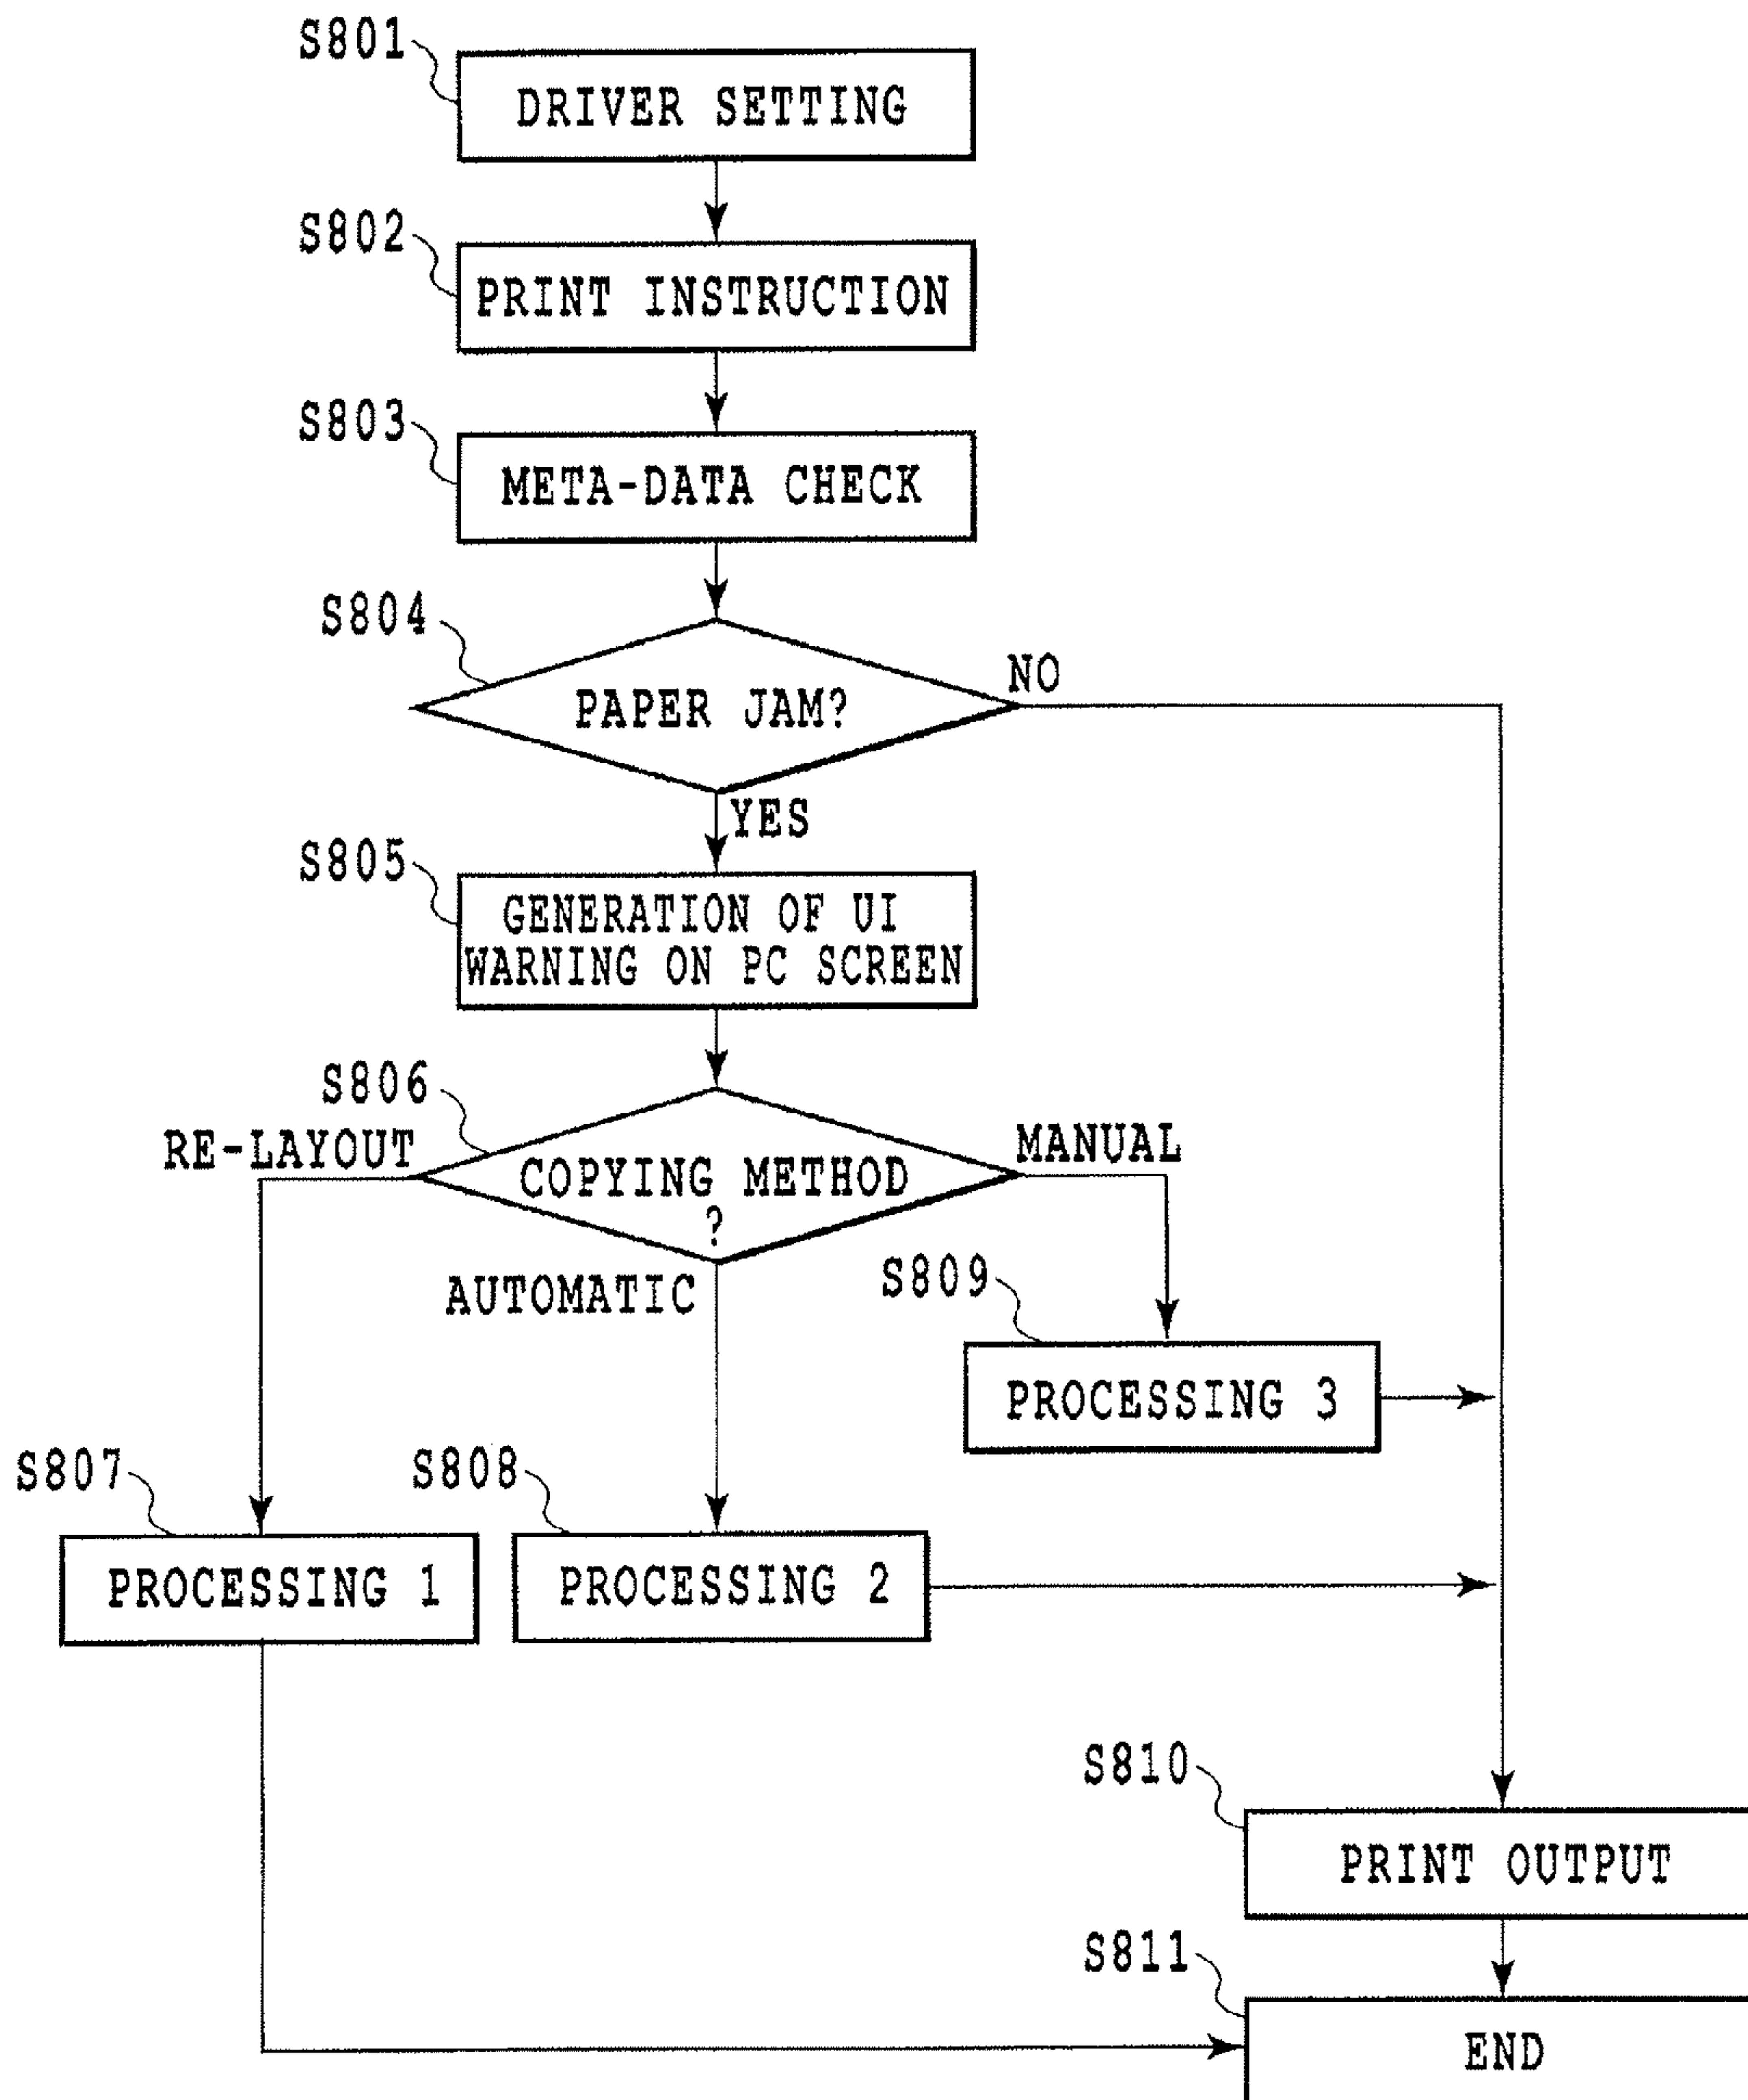 S801
DRIVER SETTING
S802
PRINT INSTRUCTION
S803
META-DATA CHECK
S804
PAPER JAM?
NO
YES
S805
GENERATION OF UI
WARNING ON PC SCREEN
S806
RE-LAYOUT
COPYING METHOD
?
MANUAL
AUTOMATIC
S809
PROCESSING 3
S807
PROCESSING 1
S808
PROCESSING 2
S810
PRINT OUTPUT
S811
END